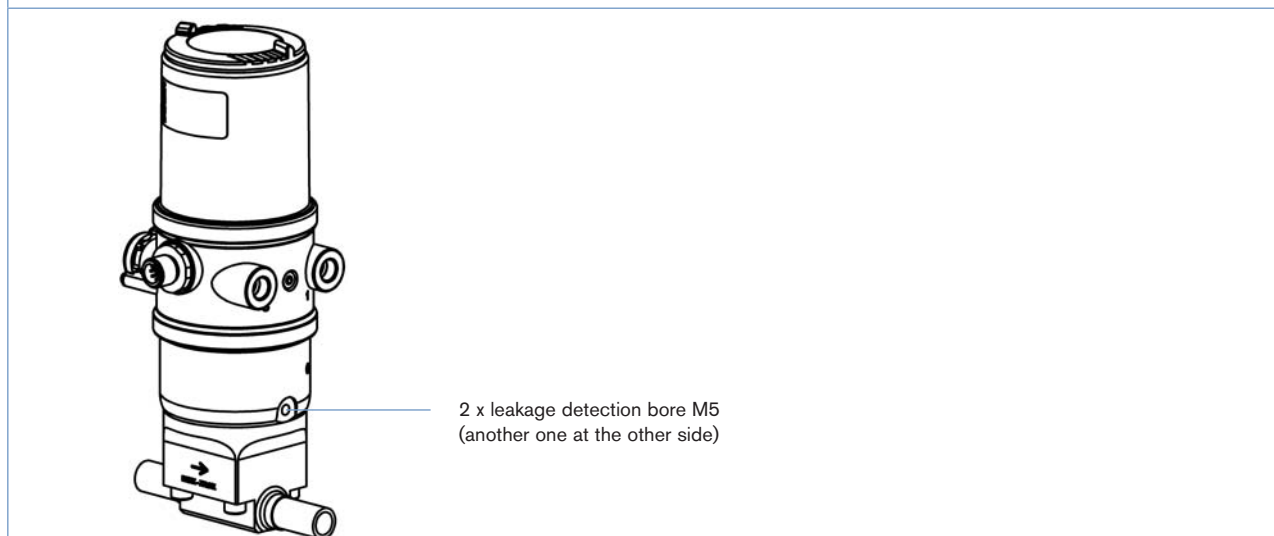 2 x leakage detection bore M5
(another one at the other side)